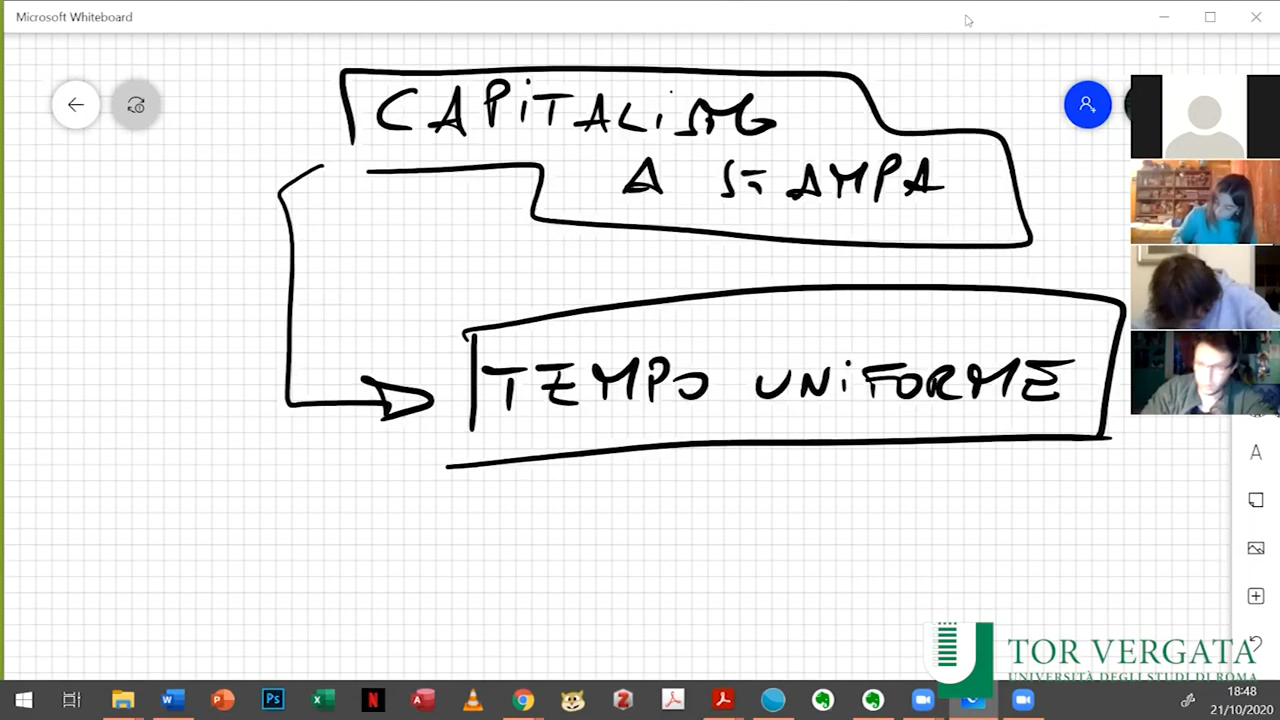 Microsoft Whiteboard
CAPITALISMO
A STAMPA
TEMPO UNIFORME
A
TOR VERGATA
UNIVERSITÀ DEGLI STUDI DI ROMA
18:48
21/10/2020